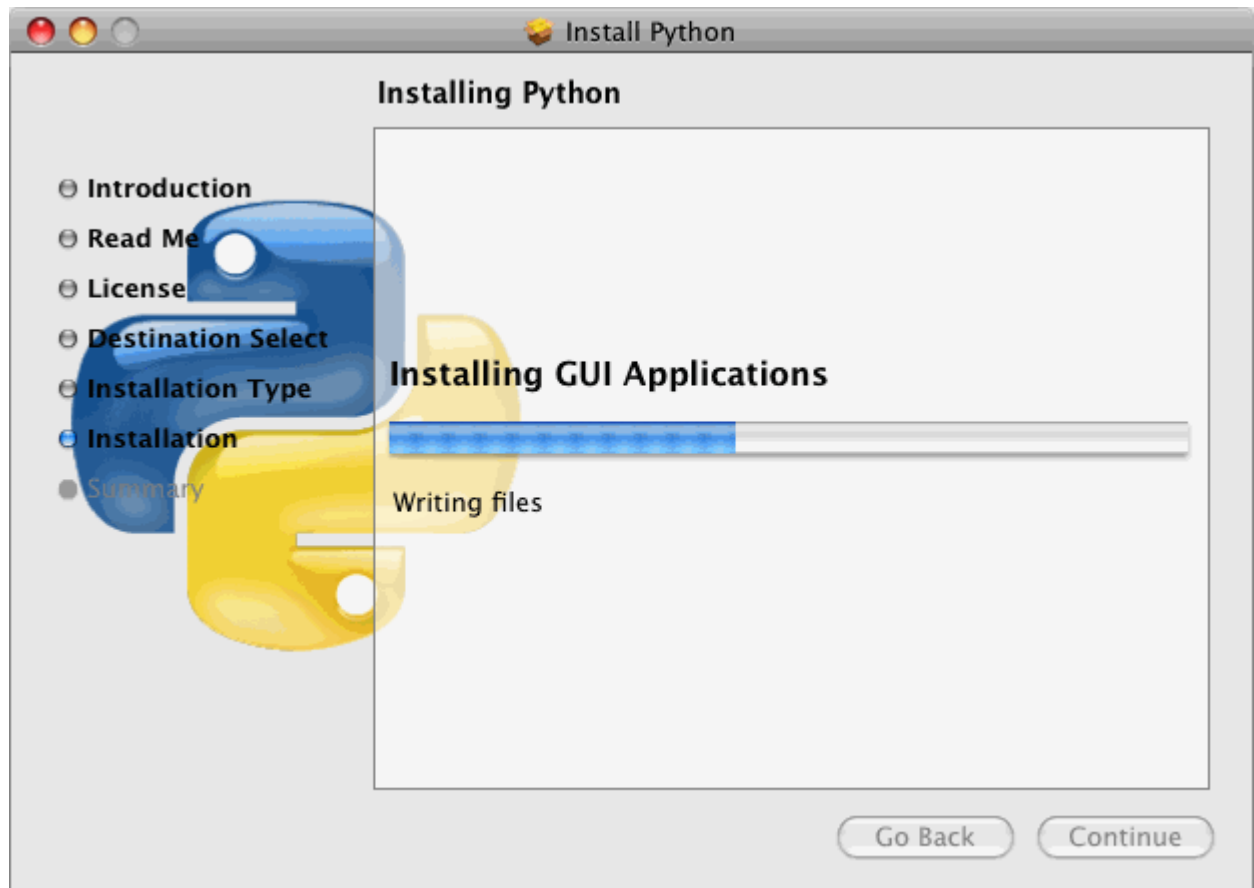 Install Python
Installing Python
Introduction
Read Me
License
Destination Select
Installation Type
Installation
Summary
Installing GUI Applications
Writing files
Go Back
Continue